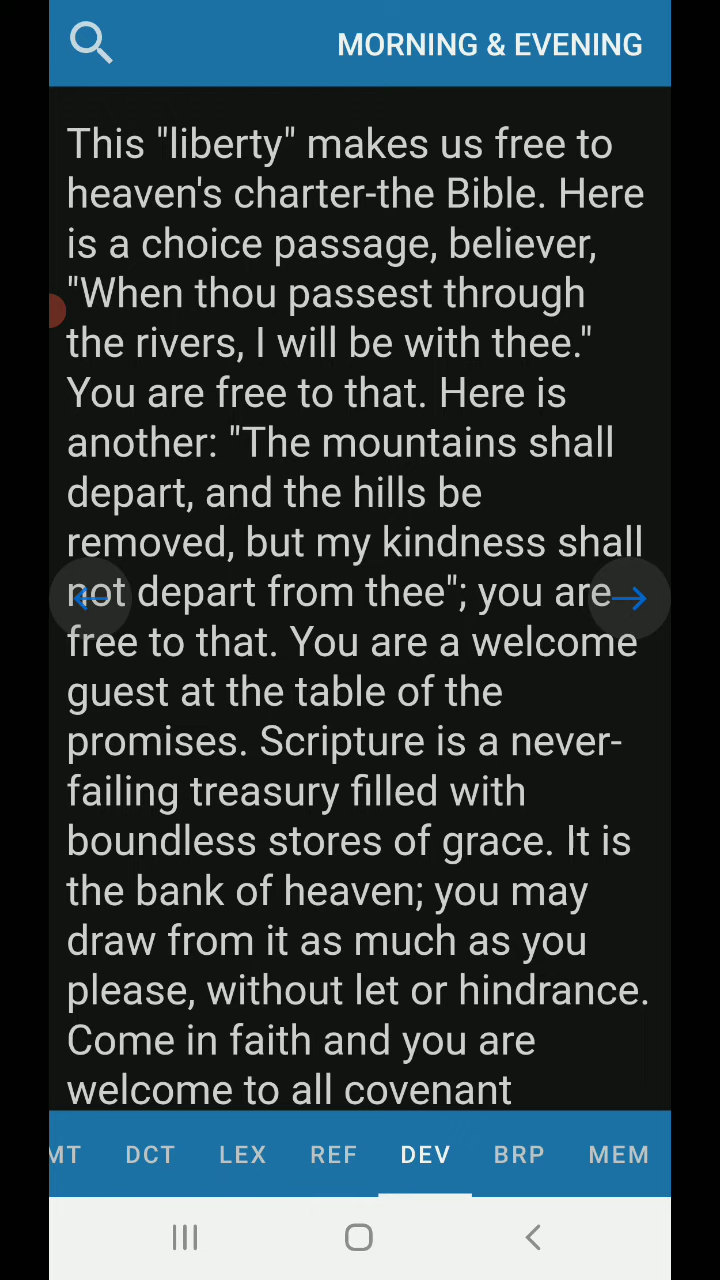 MORNING & EVENING
This "liberty" makes us free to
heaven's charter-the Bible. Here
is a choice passage, believer,
"When thou passest through
the rivers, I will be with thee."
You are free to that. Here is
another: "The mountains shall
depart, and the hills be
removed, but my kindness shall
not depart from thee"; you are
free to that. You are a welcome
guest at the table of the
promises. Scripture is a never-
failing treasury filled with
boundless stores of grace. It is
the bank of heaven; you may
draw from it as much as you
please, without let or hindrance.
Come in faith and you are
welcome to all covenant
MT DCT LEX REF DEV BRP MEM